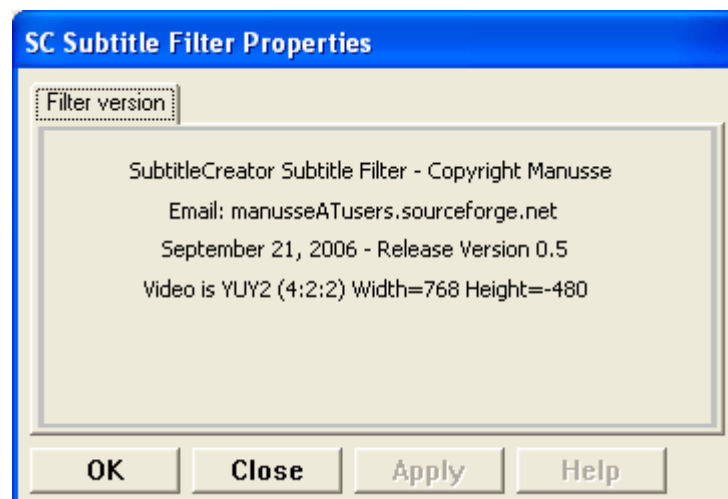 SC Subtitle Filter Properties
Filter version
SubtitleCreator Subtitle Filter - Copyright Manusse
Email: manusseATusers.sourceforge.net
September 21, 2006 - Release Version 0.5
Video is YUY2 (4:2:2) Width=768 Height=-480
OK Close Apply Help